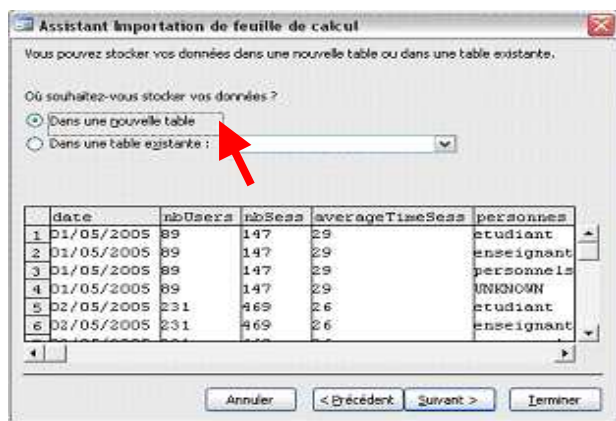 Assistant Importation de feuille de calcul
Vous pouvez stocker vos données dans une nouvelle table ou dans une table existante.
Où souhaitez-vous stocker vos données ?
Dans une nouvelle table
Dans une table existante :
date nbUsers nbSess averageTimeSess personnes
1 01/05/2005 89 147 29 etudiant
2 01/05/2005 89 147 29 enseignant
3 01/05/2005 89 147 29 personnels
4 01/05/2005 89 147 29 UNKNOWN
5 02/05/2005 231 469 26 etudiant
6 02/05/2005 231 469 26 enseignant
Annuler < Précédent Suivant > Terminer